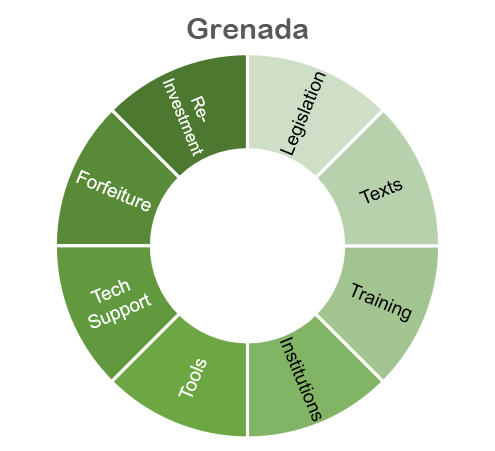 Grenada
Legislation
Texts
Training
Institutions
Tools
Tech
Support
Forfeiture
Re-
Investment